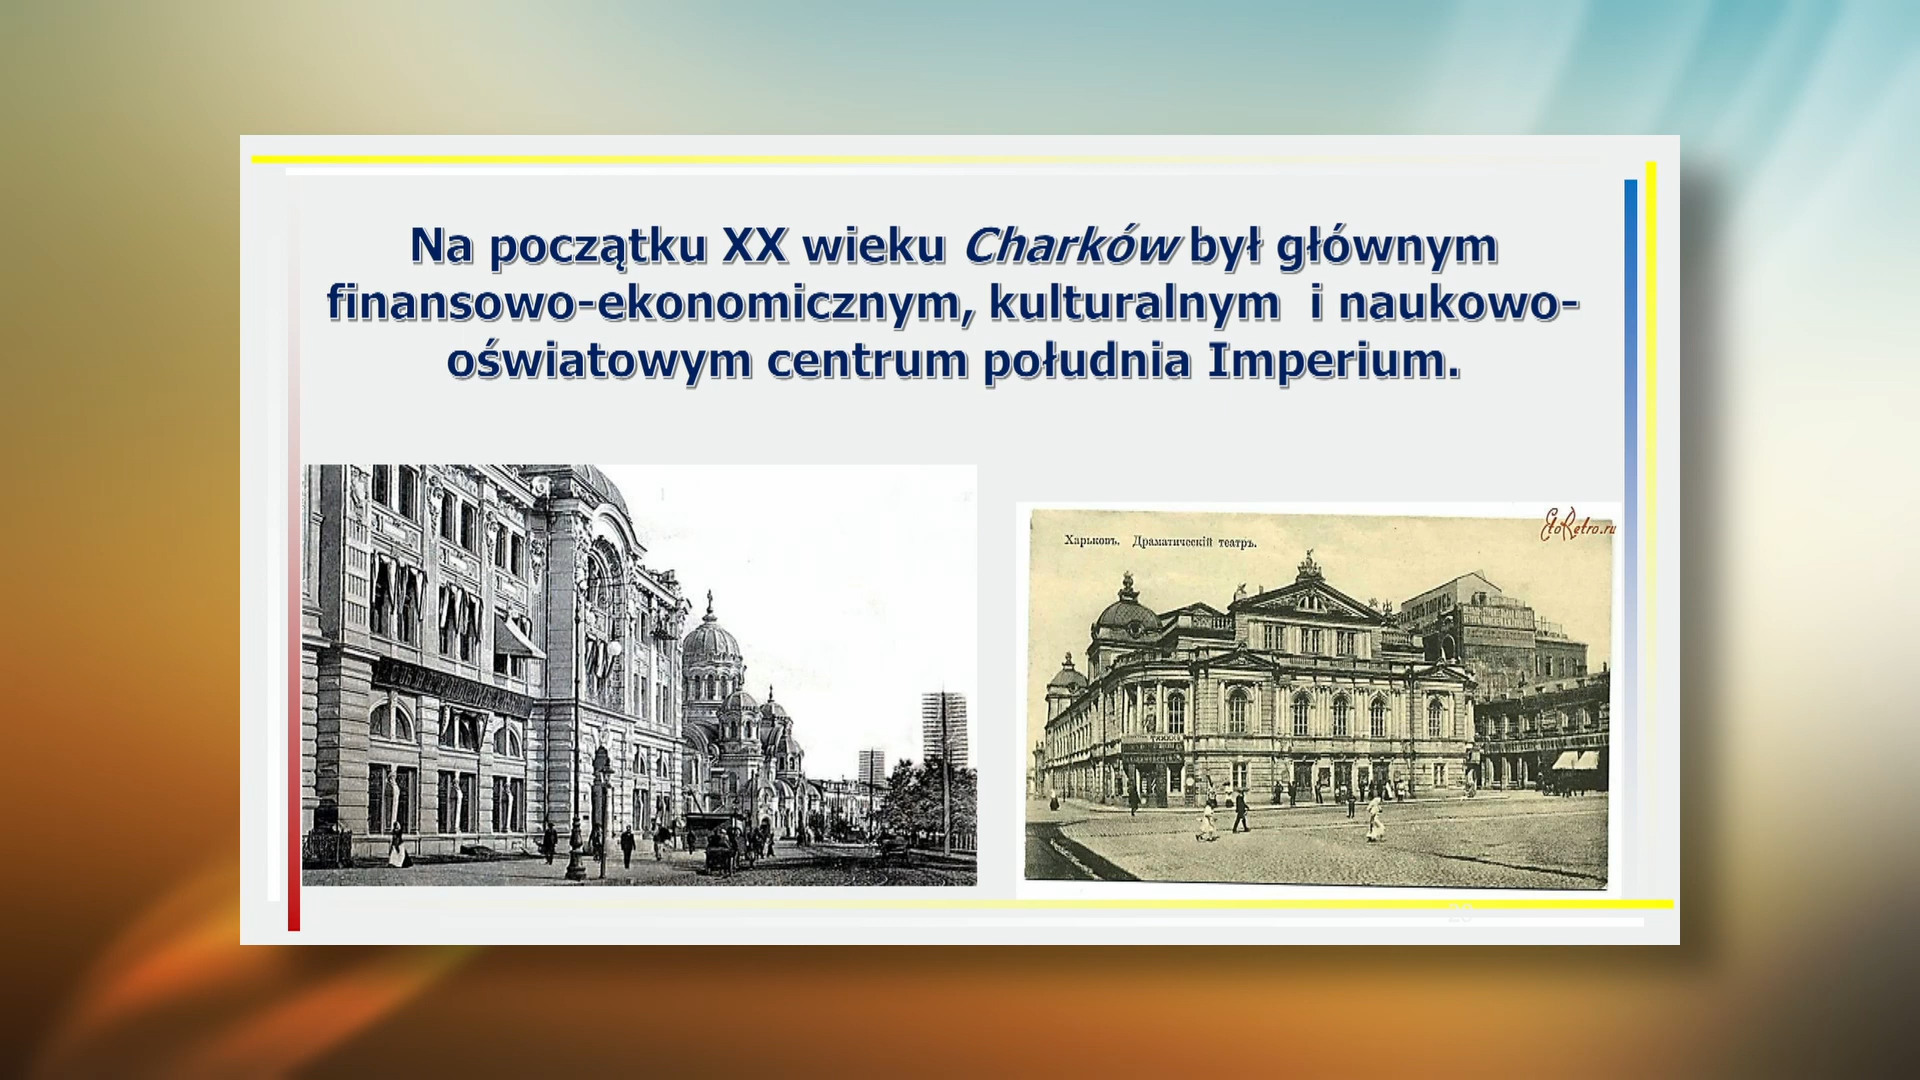 Na początku XX wieku Charków był głównym
finansowo-ekonomicznym, kulturalnym i naukowo-
oświatowym centrum południa Imperium.
EtoRetro.ru
Харьковъ. Драматическій театръ.